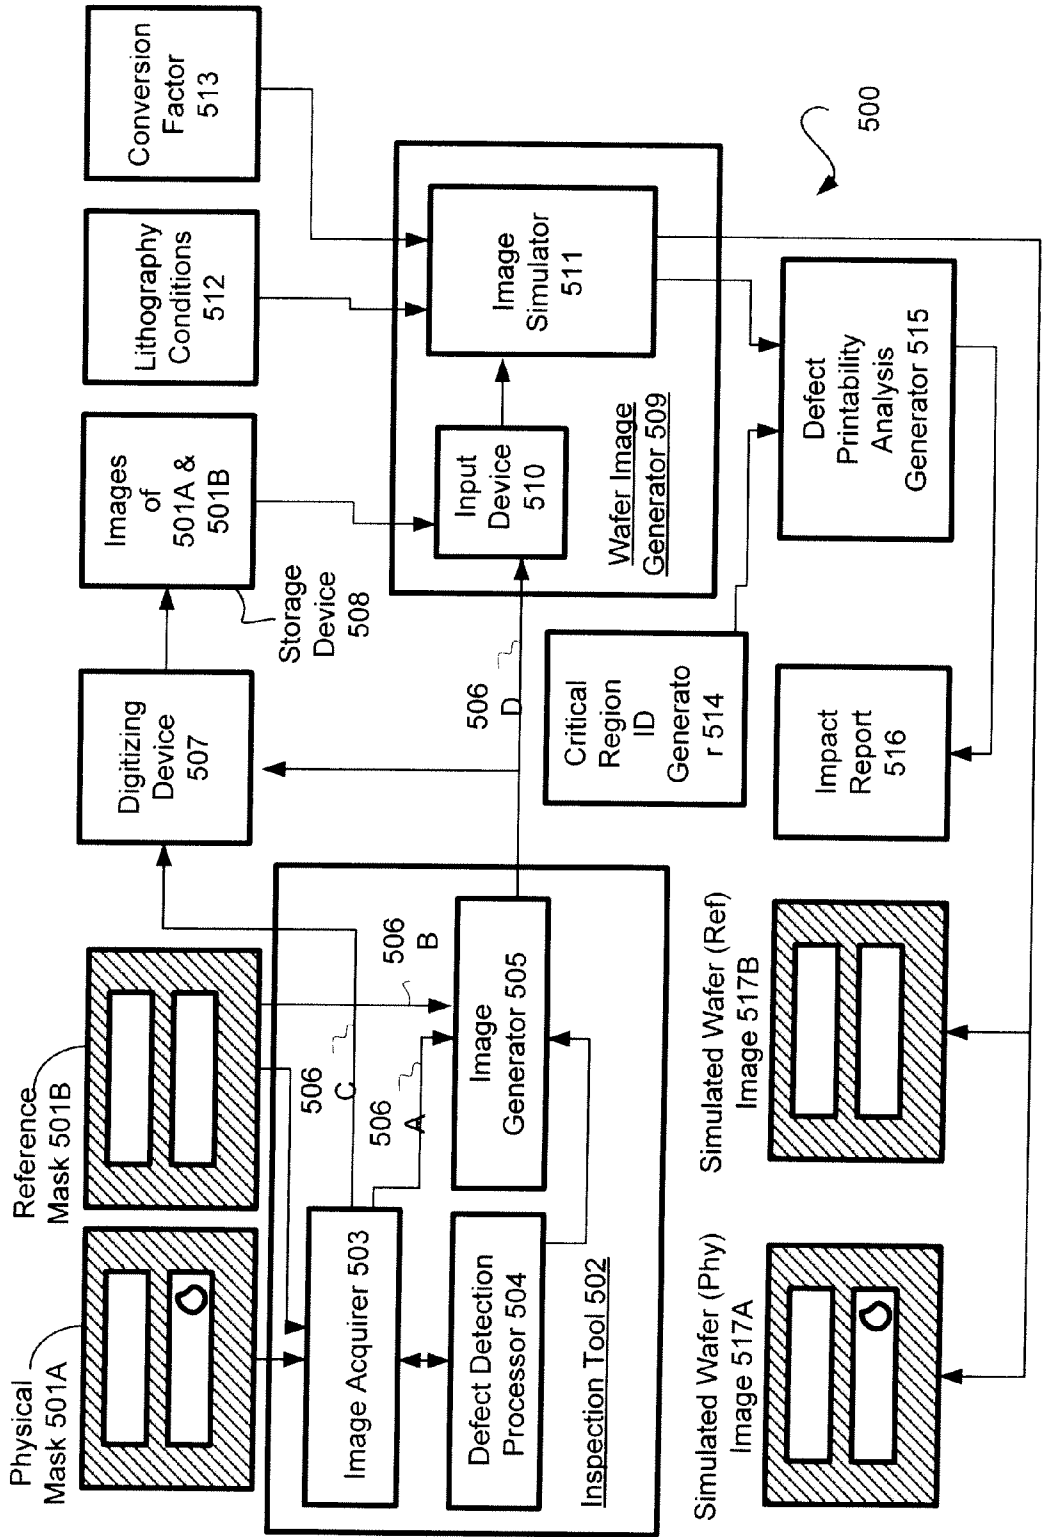 Physical
Mask 501A
Reference
Mask 501B
Digitizing
Device
507
Images
of
501A &
501B
Storage
Device
508
Lithography
Conditions
512
Conversion
Factor
513
Image Acquirer 503
Defect Detection
Processor 504
Inspection Tool 502
506
C
506
A
506
B
Image
Generator 505
506
D
Input
Device
510
Image
Simulator
511
Wafer Image
Generator 509
500
Critical
Region
ID
Generato
r 514
Defect
Printability
Analysis
Generator 515
Impact
Report
516
Simulated Wafer (Phy)
Image 517A
Simulated Wafer (Ref)
Image 517B